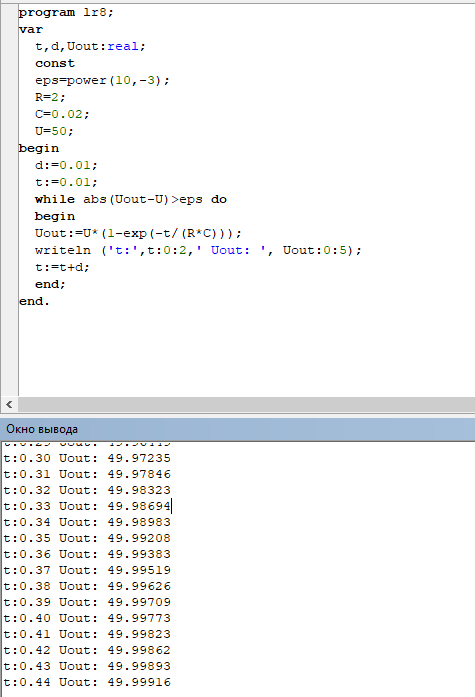 program lr8;
var
t,d,Uout:real;
const
eps=power(10,-3);
R=2;
C=0.02;
U=50;
begin
d:=0.01;
t:=0.01;
while abs(Uout-U)>eps do
begin
Uout:=U*(1-exp(-t/(R*C)));
writeln ('t:',t:0:2,' Uout: ', Uout:0:5);
t:=t+d;
end;
end.
Окно вывода
t:0.29 Uout:
t:0.30 Uout: 49.97235
t:0.31 Uout: 49.97846
t:0.32 Uout: 49.98323
t:0.33 Uout: 49.98694
t:0.34 Uout: 49.98983
t:0.35 Uout: 49.99208
t:0.36 Uout: 49.99383
t:0.37 Uout: 49.99519
t:0.38 Uout: 49.99626
t:0.39 Uout: 49.99709
t:0.40 Uout: 49.99773
t:0.41 Uout: 49.99823
t:0.42 Uout: 49.99862
t:0.43 Uout: 49.99893
t:0.44 Uout: 49.99916